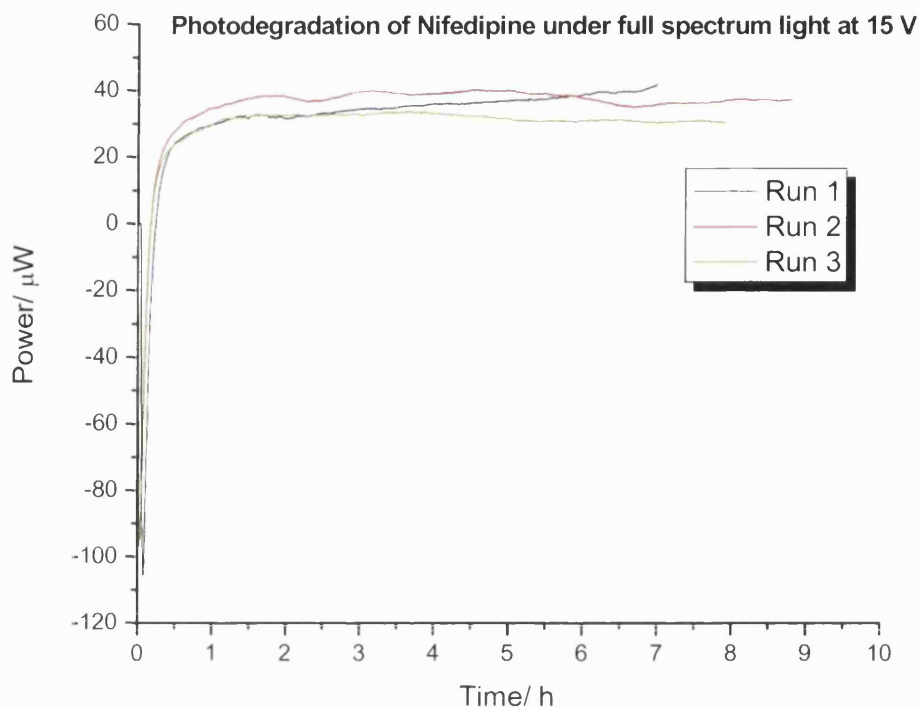 Photodegradation of Nifedipine under full spectrum light at 15 V
60
40
20
0
-20
-40
-60
-80
-100
-120
Power/ μW
Run 1
Run 2
Run 3
0 1 2 3 4 5 6 7 8 9 10
Time/ h